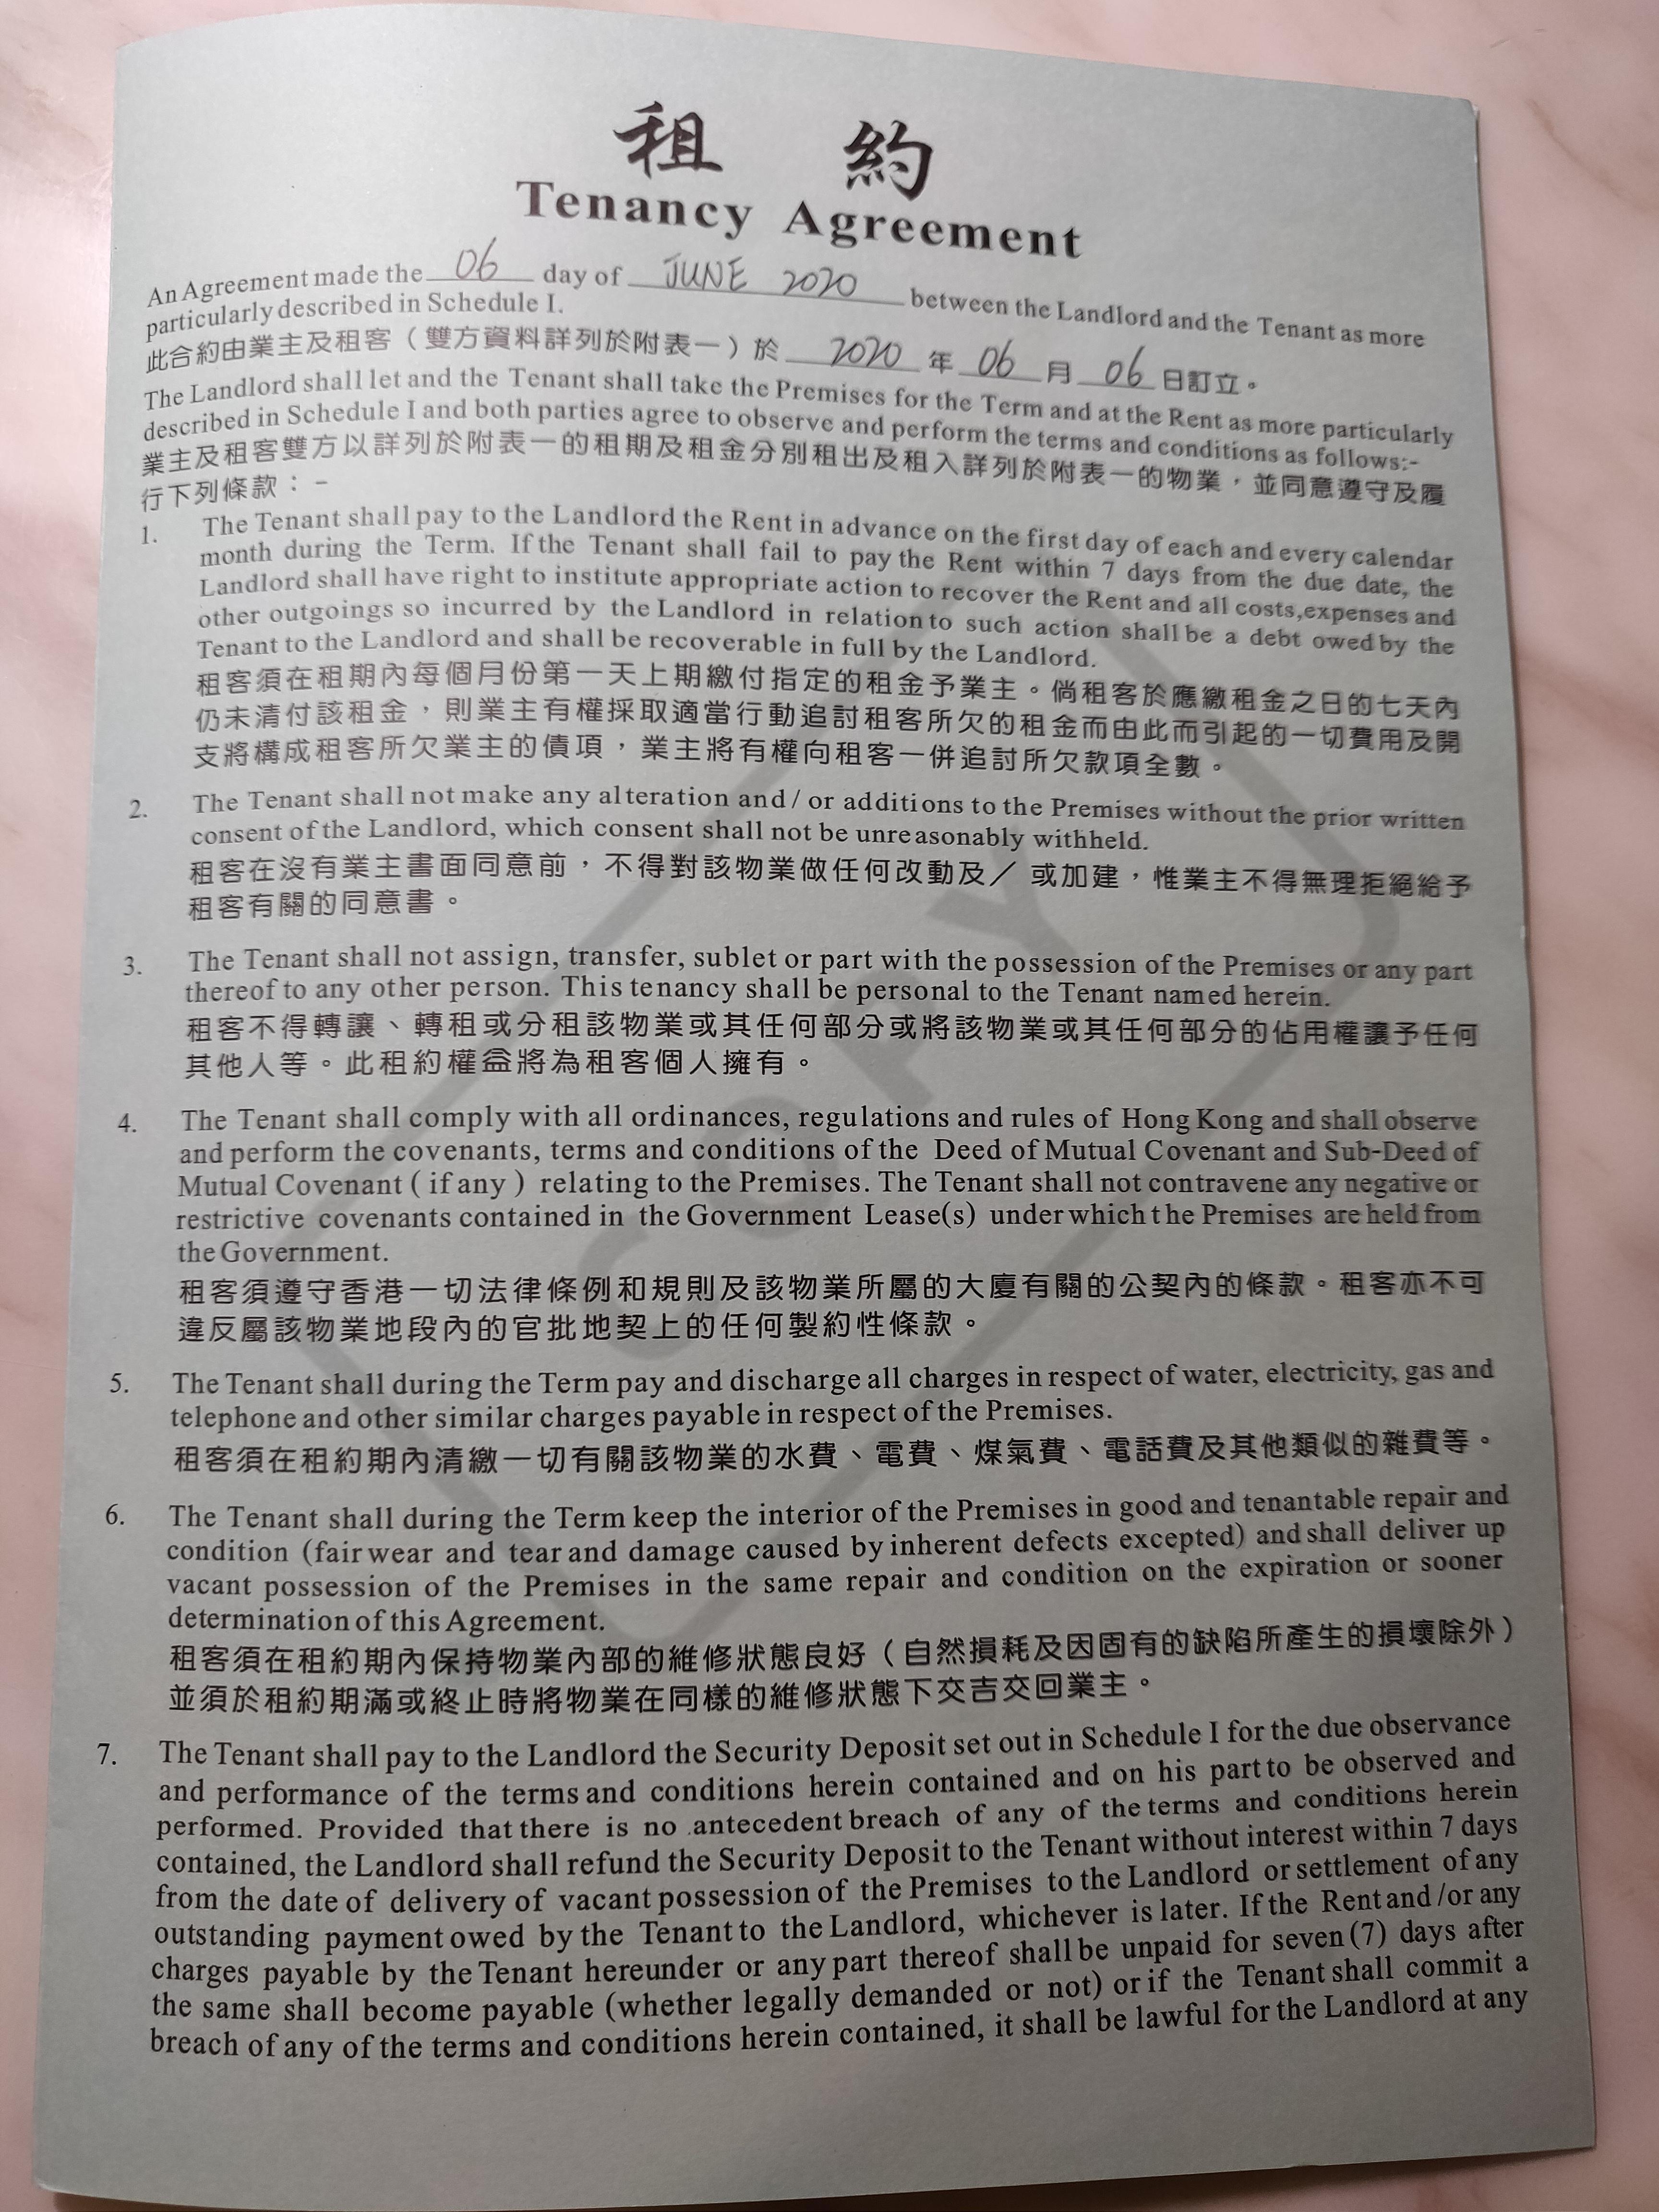 租 約
Tenancy Agreement
An Agreement made the 06 day of JUNE 2020 between the Landlord and the Tenant as more
particularly described in Schedule I.
此合約由業主及租客（雙方資料詳列於附表一）於 2020 年 06 月 06 日訂立。
The Landlord shall let and the Tenant shall take the Premises for the Term and at the Rent as more particularly
described in Schedule I and both parties agree to observe and perform the terms and conditions as follows:-
業主及租客雙方以詳列於附表一的租期及租金分別租出及租入詳列於附表一的物業，並同意遵守及履
行下列條款：-
1. The Tenant shall pay to the Landlord the Rent in advance on the first day of each and every calendar
month during the Term. If the Tenant shall fail to pay the Rent within 7 days from the due date, the
Landlord shall have right to institute appropriate action to recover the Rent and all costs,expenses and
other outgoings so incurred by the Landlord in relation to such action shall be a debt owed by the
Tenant to the Landlord and shall be recoverable in full by the Landlord.
租客須在租期內每個月份第一天上期繳付指定的租金予業主。倘租客於應繳租金之日的七天內
仍未清付該租金，則業主有權採取適當行動追討租客所欠的租金而由此而引起的一切費用及開
支將構成租客所欠業主的債項，業主將有權向租客一併追討所欠款項全數。
2. The Tenant shall not make any alteration and / or additions to the Premises without the prior written
consent of the Landlord, which consent shall not be unreasonably withheld.
租客在沒有業主書面同意前，不得對該物業做任何改動及／或加建，惟業主不得無理拒絕給予
租客有關的同意書。
3. The Tenant shall not assign, transfer, sublet or part with the possession of the Premises or any part
thereof to any other person. This tenancy shall be personal to the Tenant named herein.
租客不得轉讓、轉租或分租該物業或其任何部分或將該物業或其任何部分的佔用權讓予任何
其他人等。此租約權益將為租客個人擁有。
4. The Tenant shall comply with all ordinances, regulations and rules of Hong Kong and shall observe
and perform the covenants, terms and conditions of the Deed of Mutual Covenant and Sub-Deed of
Mutual Covenant ( if any ) relating to the Premises. The Tenant shall not contravene any negative or
restrictive covenants contained in the Government Lease(s) under which the Premises are held from
the Government.
租客須遵守香港一切法律條例和規則及該物業所屬的大廈有關的公契內的條款。租客亦不可
違反屬該物業地段內的官批地契上的任何製約性條款。
5. The Tenant shall during the Term pay and discharge all charges in respect of water, electricity, gas and
telephone and other similar charges payable in respect of the Premises.
租客須在租約期內清繳一切有關該物業的水費、電費、煤氣費、電話費及其他類似的雜費等。
6. The Tenant shall during the Term keep the interior of the Premises in good and tenantable repair and
condition (fair wear and tear and damage caused by inherent defects excepted) and shall deliver up
vacant possession of the Premises in the same repair and condition on the expiration or sooner
determination of this Agreement.
租客須在租約期內保持物業內部的維修狀態良好（自然損耗及因固有的缺陷所產生的損壞除外）
並須於租約期滿或終止時將物業在同樣的維修狀態下交吉交回業主。
7. The Tenant shall pay to the Landlord the Security Deposit set out in Schedule I for the due observance
and performance of the terms and conditions herein contained and on his part to be observed and
performed. Provided that there is no antecedent breach of any of the terms and conditions herein
contained, the Landlord shall refund the Security Deposit to the Tenant without interest within 7 days
from the date of delivery of vacant possession of the Premises to the Landlord or settlement of any
outstanding payment owed by the Tenant to the Landlord, whichever is later. If the Rent and /or any
charges payable by the Tenant hereunder or any part thereof shall be unpaid for seven (7) days after
the same shall become payable (whether legally demanded or not) or if the Tenant shall commit a
breach of any of the terms and conditions herein contained, it shall be lawful for the Landlord at any
COPY